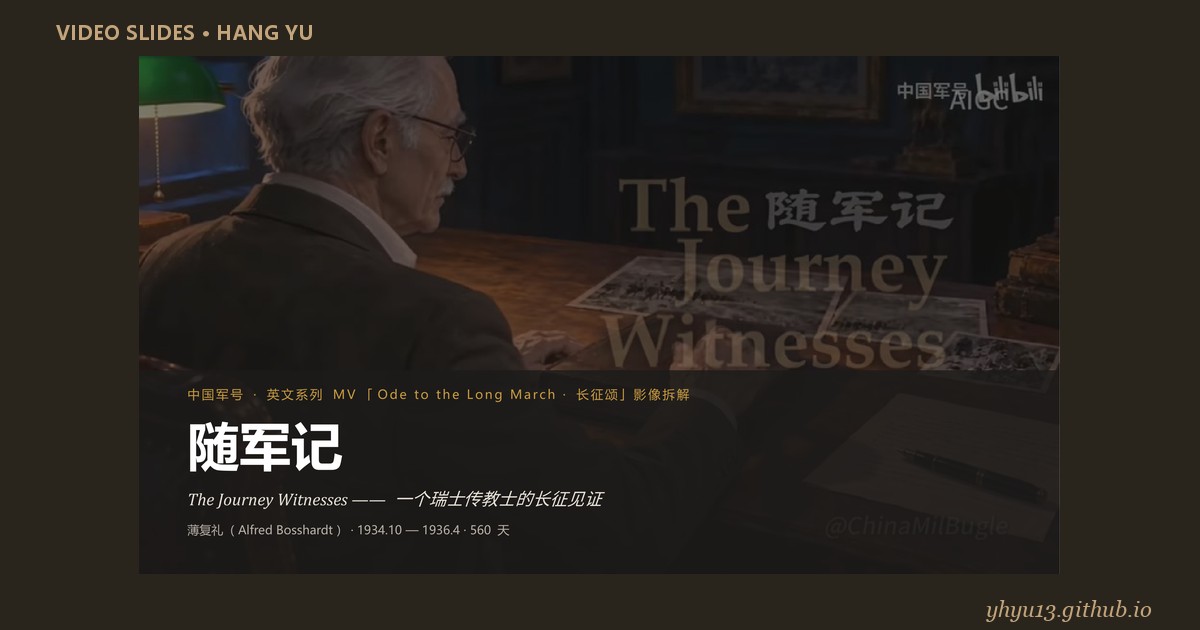 VIDEO SLIDES • HANG YU
中国军号 bilibili
AIGC
The 随军记
Journey
Witnesses
中国军号 · 英文系列 MV「Ode to the Long March · 长征颂」影像拆解
随军记
The Journey Witnesses —— 一个瑞士传教士的长征见证
薄复礼（Alfred Bosshardt）· 1934.10 — 1936.4 · 560 天
@ChinaMilBugle
yhyu13.github.io